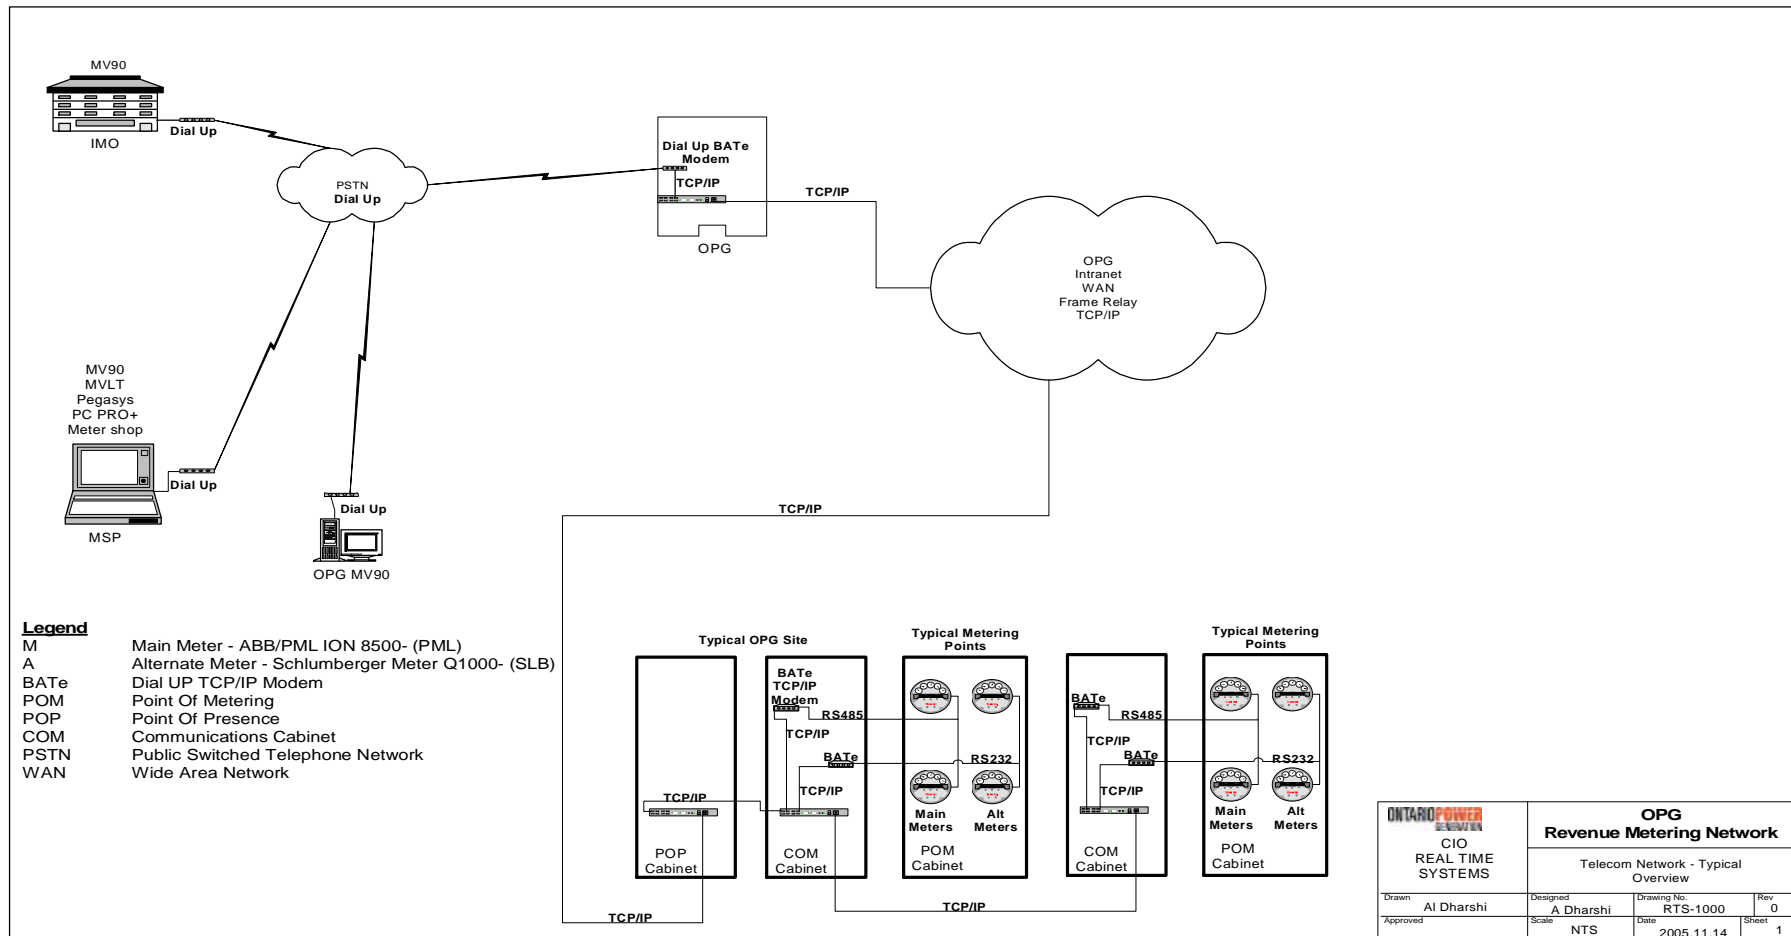 MV90
IMO
Dial Up
PSTN
Dial Up
Dial Up BATe
Modem
TCP/IP
OPG
TCP/IP
OPG
Intranet
WAN
Frame Relay
TCP/IP
MV90
MVLT
Pegasys
PC PRO+
Meter shop
Dial Up
MSP
Dial Up
OPG MV90
TCP/IP
Legend
M Main Meter - ABB/PML ION 8500- (PML)
A Alternate Meter - Schlumberger Meter Q1000- (SLB)
BATe Dial UP TCP/IP Modem
POM Point Of Metering
POP Point Of Presence
COM Communications Cabinet
PSTN Public Switched Telephone Network
WAN Wide Area Network
Typical OPG Site
Typical Metering
Points
BATe
TCP/IP
Modem
RS485
TCP/IP
BATe
RS232
TCP/IP
TCP/IP
Main
Meters
Alt
Meters
POP
Cabinet
COM
Cabinet
POM
Cabinet
TCP/IP
TCP/IP
Typical Metering
Points
BATe
RS485
TCP/IP
BATe
RS232
TCP/IP
Main
Meters
Alt
Meters
COM
Cabinet
POM
Cabinet
ONTARIO POWER
GENERATION
CIO
REAL TIME
SYSTEMS
OPG
Revenue Metering Network
Telecom Network - Typical
Overview
Drawn
Al Dharshi
Designed
A Dharshi
Drawing No.
RTS-1000
Rev
0
Approved
Scale
NTS
Date
2005.11.14
Sheet
1